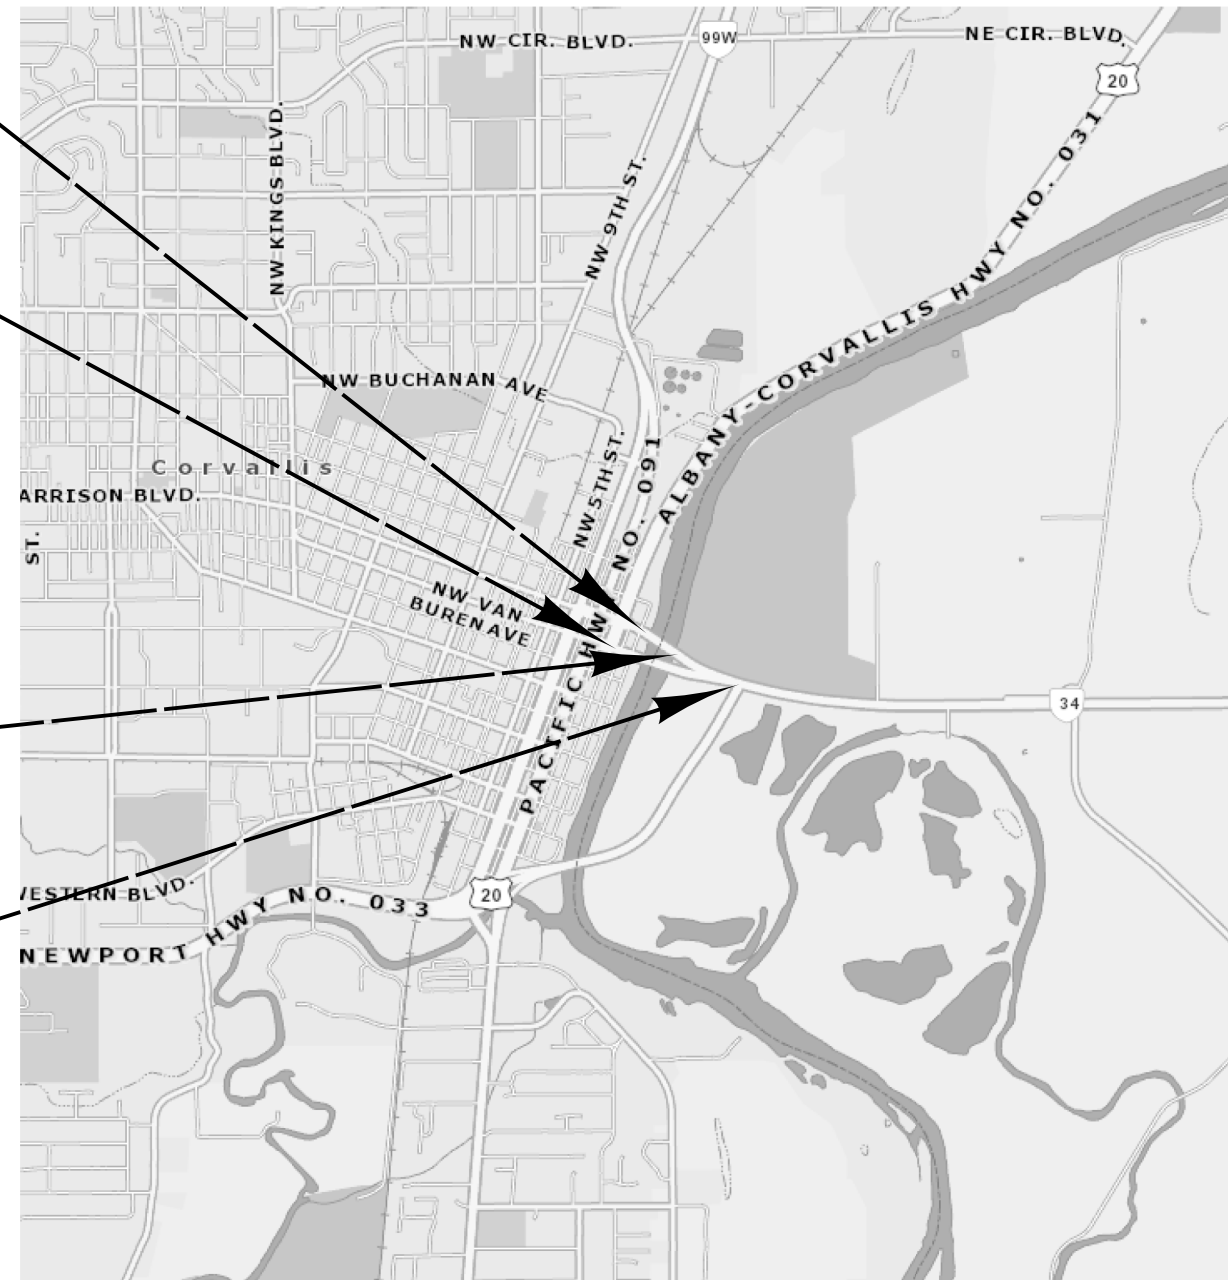 NW CIR. BLVD.
99W
NE CIR. BLVD.
20
NW KINGS BLVD.
NW 9TH ST.
ALBANY-CORVALLIS HWY NO. 031
NW BUCHANAN AVE
Corvallis
ARRISON BLVD.
ST.
NW 5TH ST.
PACIFIC HWY NO. 091
NW VAN
BUREN AVE
34
WESTERN BLVD.
20
NEWPORT HWY NO. 033